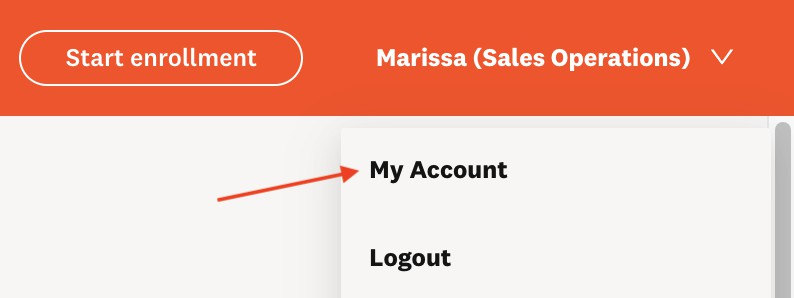 Start enrollment
Marissa (Sales Operations)
My Account
Logout